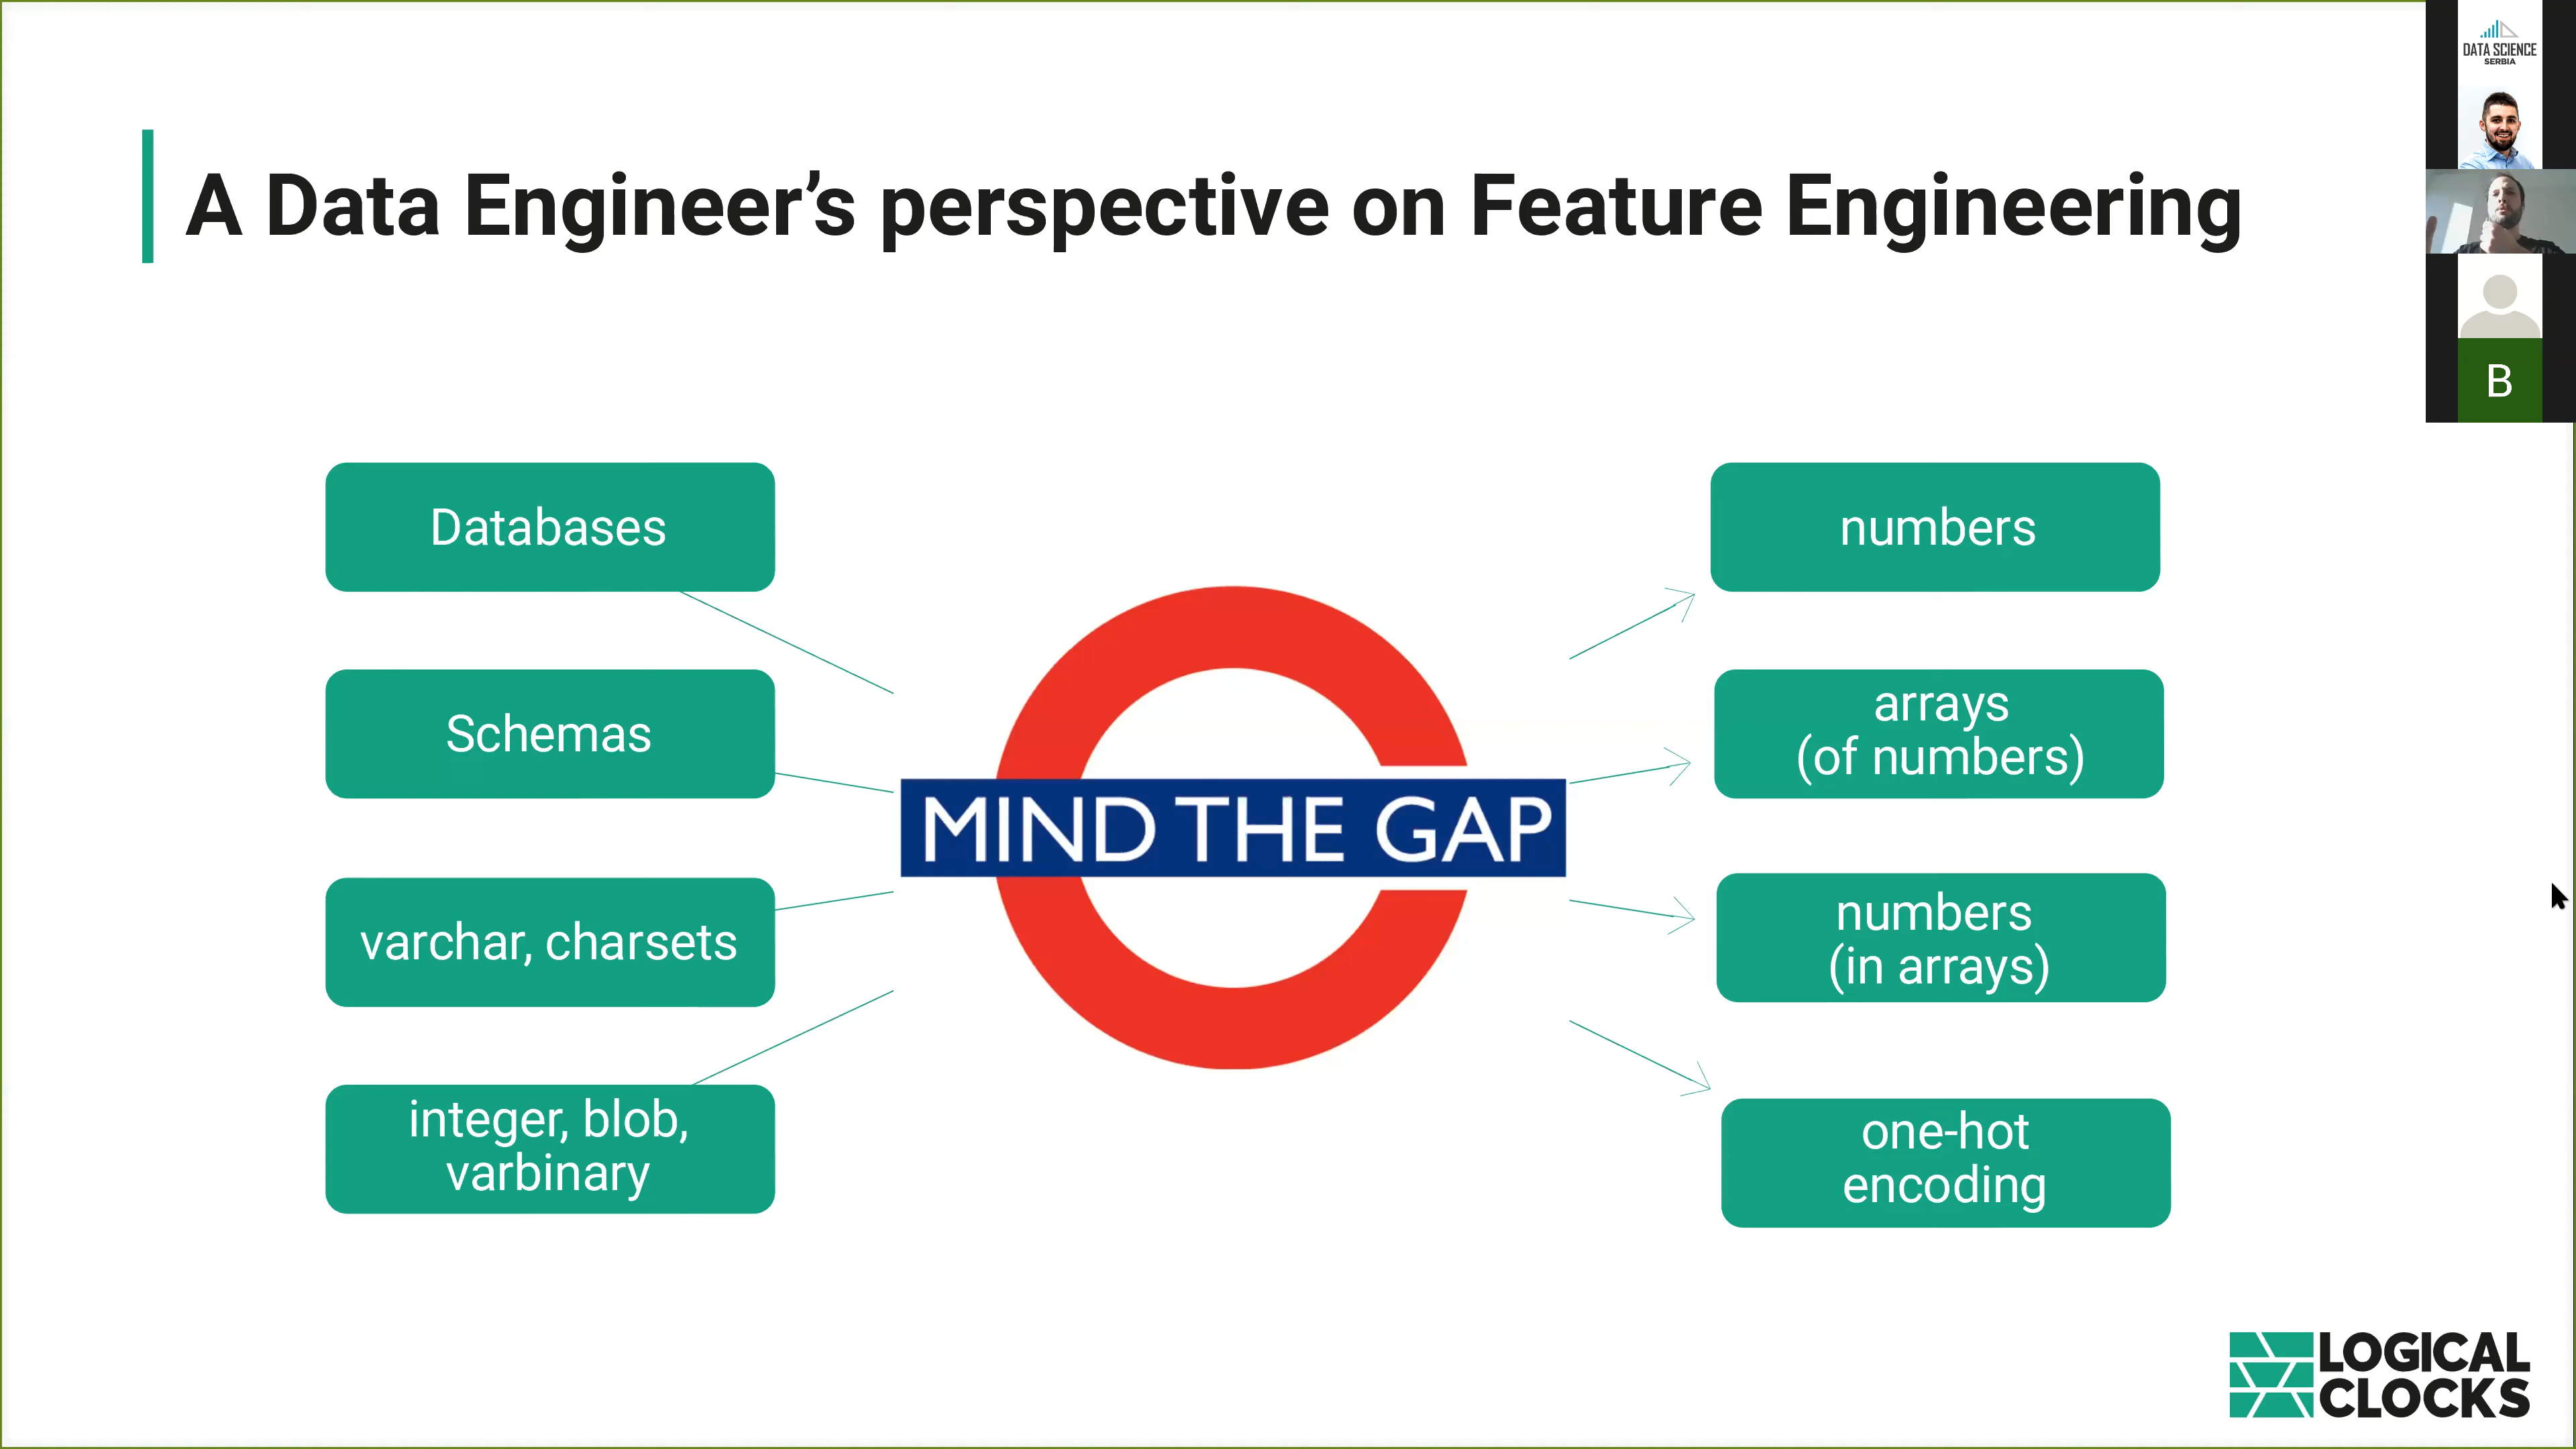 DATA SCIENCE
SERBIA
A Data Engineer’s perspective on Feature Engineering
B
Databases
Schemas
varchar, charsets
integer, blob,
varbinary
MIND THE GAP
numbers
arrays
(of numbers)
numbers
(in arrays)
one-hot
encoding
LOGICAL
CLOCKS